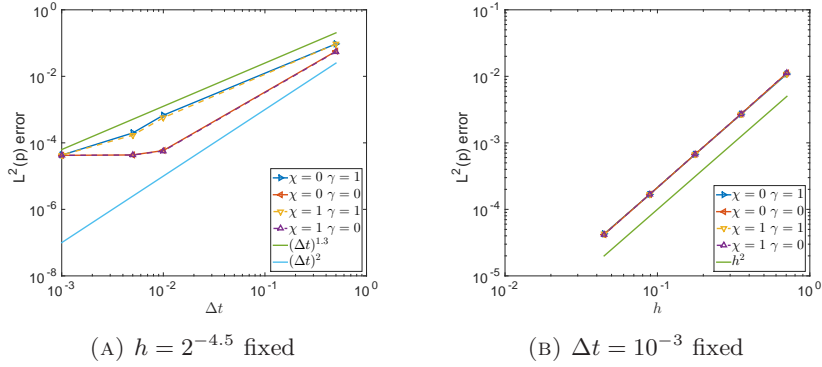 10^0
10^{-2}
10^{-4}
10^{-6}
10^{-8}
L^2(p) error
10^{-3} 10^{-2} 10^{-1} 10^0
Δt
χ = 0 γ = 1
χ = 0 γ = 0
χ = 1 γ = 1
χ = 1 γ = 0
(Δt)^{1.3}
(Δt)^2
(A) h = 2^{-4.5} fixed
10^0
10^{-1}
10^{-2}
10^{-3}
10^{-4}
10^{-5}
L^2(p) error
10^{-2} 10^{-1} 10^0
h
χ = 0 γ = 1
χ = 0 γ = 0
χ = 1 γ = 1
χ = 1 γ = 0
h^2
(B) Δt = 10^{-3} fixed